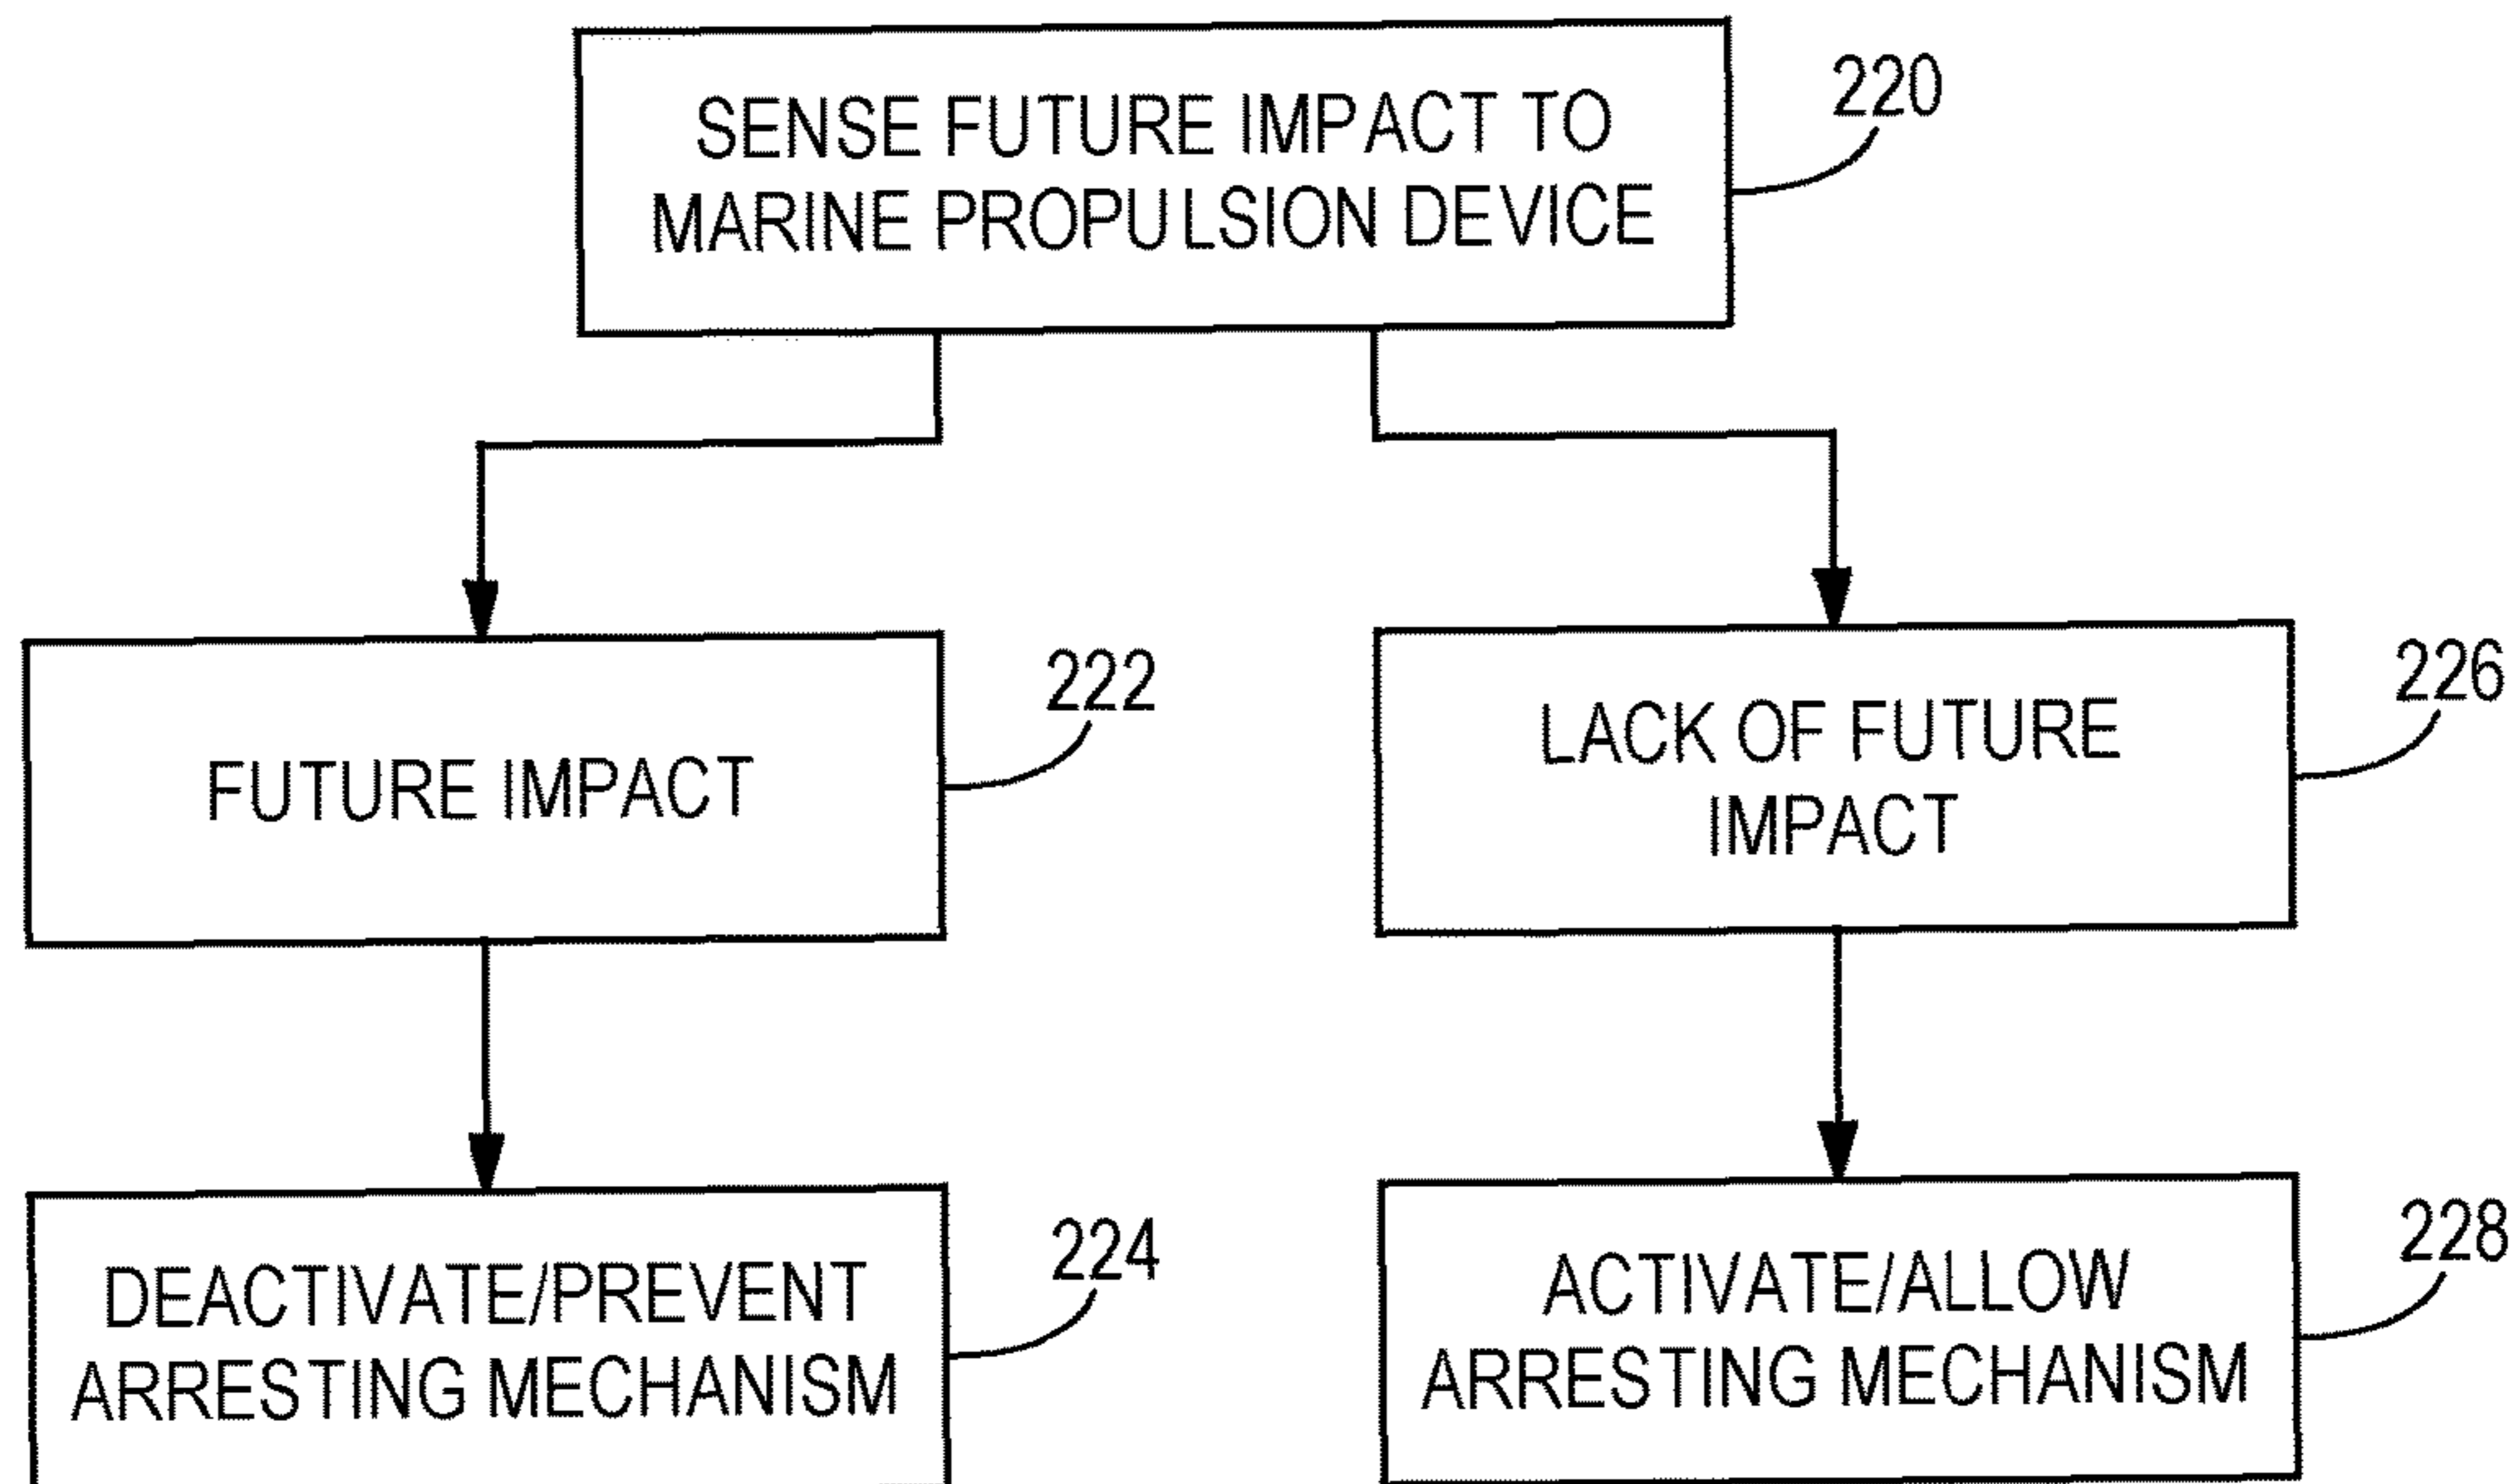 SENSE FUTURE IMPACT TO
MARINE PROPULSION DEVICE
220
FUTURE IMPACT
222
LACK OF FUTURE
IMPACT
226
DEACTIVATE/PREVENT
ARRESTING MECHANISM
224
ACTIVATE/ALLOW
ARRESTING MECHANISM
228